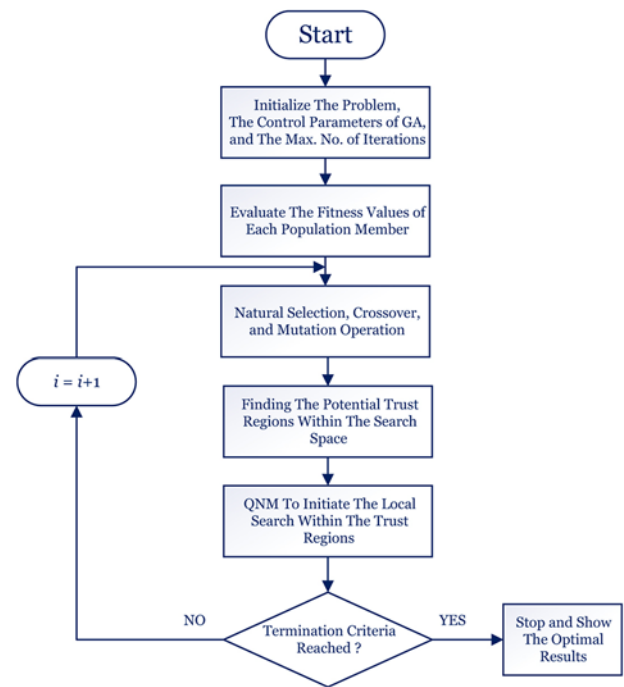 Start
Initialize The Problem,
The Control Parameters of GA,
and The Max. No. of Iterations
Evaluate The Fitness Values of
Each Population Member
Natural Selection, Crossover,
and Mutation Operation
i = i+1
Finding The Potential Trust
Regions Within The Search
Space
QNM To Initiate The Local
Search Within The Trust
Regions
NO
Termination Criteria
Reached ?
YES
Stop and Show
The Optimal
Results